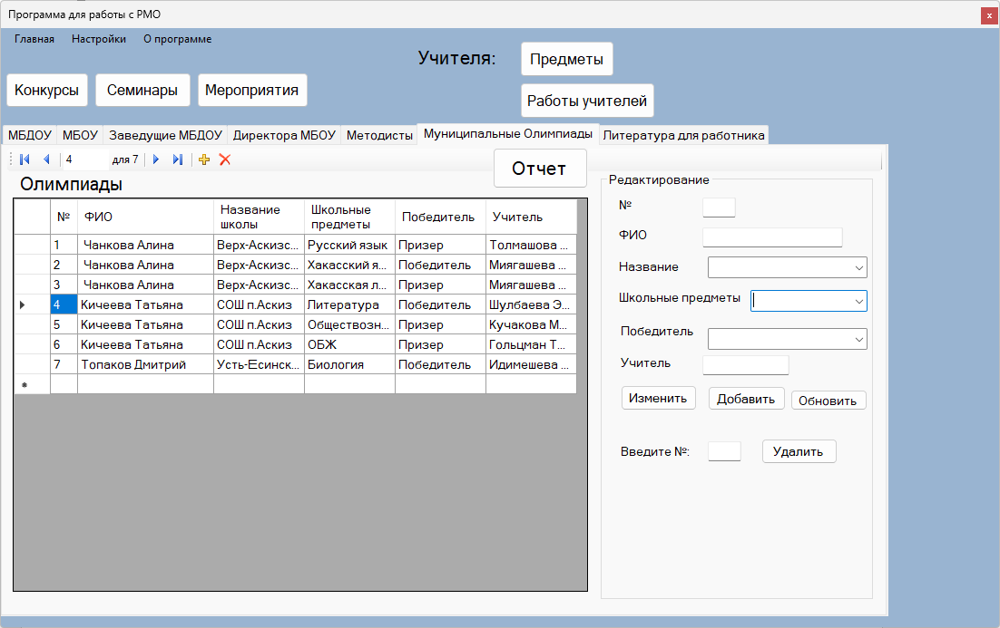 Программа для работы с РМО
x
Главная Настройки О программе
Учителя: Предметы
Конкурсы Семинары Мероприятия
Работы учителей
МБДОУ МБОУ Заведущие МБДОУ Директора МБОУ Методисты Муниципальные Олимпиады Литература для работника
4 для 7
Отчет
Олимпиады
№ ФИО Название школы Школьные предметы Победитель Учитель
1 Чанкова Алина Верх-Аскизс... Русский язык Призер Толмашова ...
2 Чанкова Алина Верх-Аскизс... Хакасский я... Победитель Миягашева ...
3 Чанкова Алина Верх-Аскизс... Хакасская л... Призер Миягашева ...
4 Кичеева Татьяна СОШ п.Аскиз Литература Победитель Шулбаева Э...
5 Кичеева Татьяна СОШ п.Аскиз Обществозн... Призер Кучакова М...
6 Кичеева Татьяна СОШ п.Аскиз ОБЖ Призер Гольцман Т...
7 Топаков Дмитрий Усть-Есинск... Биология Победитель Идимешева ...
Редактирование
№
ФИО
Название
Школьные предметы
Победитель
Учитель
Изменить Добавить Обновить
Введите №: Удалить